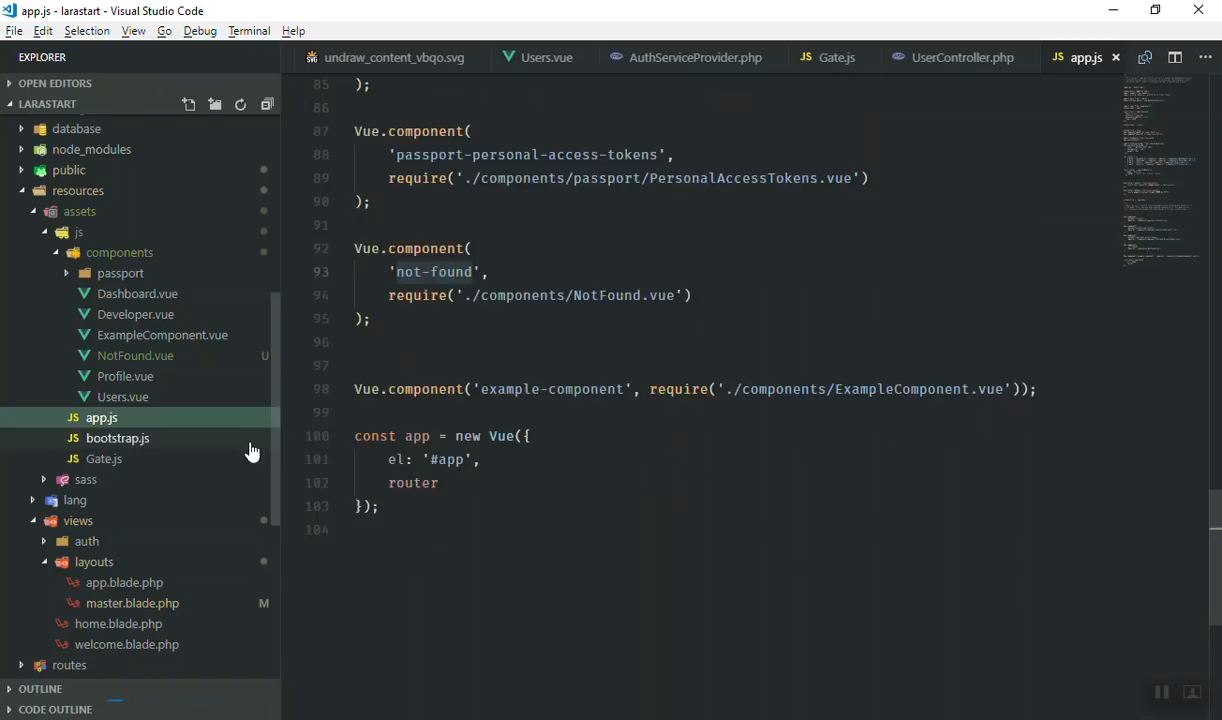 app.js - larastart - Visual Studio Code
File Edit Selection View Go Debug Terminal Help
EXPLORER
undraw_content_vbqo.svg Users.vue AuthServiceProvider.php JS Gate.js UserController.php JS app.js
OPEN EDITORS
LARASTART
database
node_modules
public
resources
assets
js
components
passport
Dashboard.vue
Developer.vue
ExampleComponent.vue
NotFound.vue U
Profile.vue
Users.vue
JS app.js
JS bootstrap.js
JS Gate.js
sass
lang
views
auth
layouts
app.blade.php
master.blade.php M
home.blade.php
welcome.blade.php
routes
OUTLINE
CODE OUTLINE
85 );
86
87 Vue.component(
88 'passport-personal-access-tokens',
89 require('./components/passport/PersonalAccessTokens.vue')
90 );
91
92 Vue.component(
93 'not-found',
94 require('./components/NotFound.vue')
95 );
96
97
98 Vue.component('example-component', require('./components/ExampleComponent.vue'));
99
100 const app = new Vue({
101 el: '#app',
102 router
103 });
104